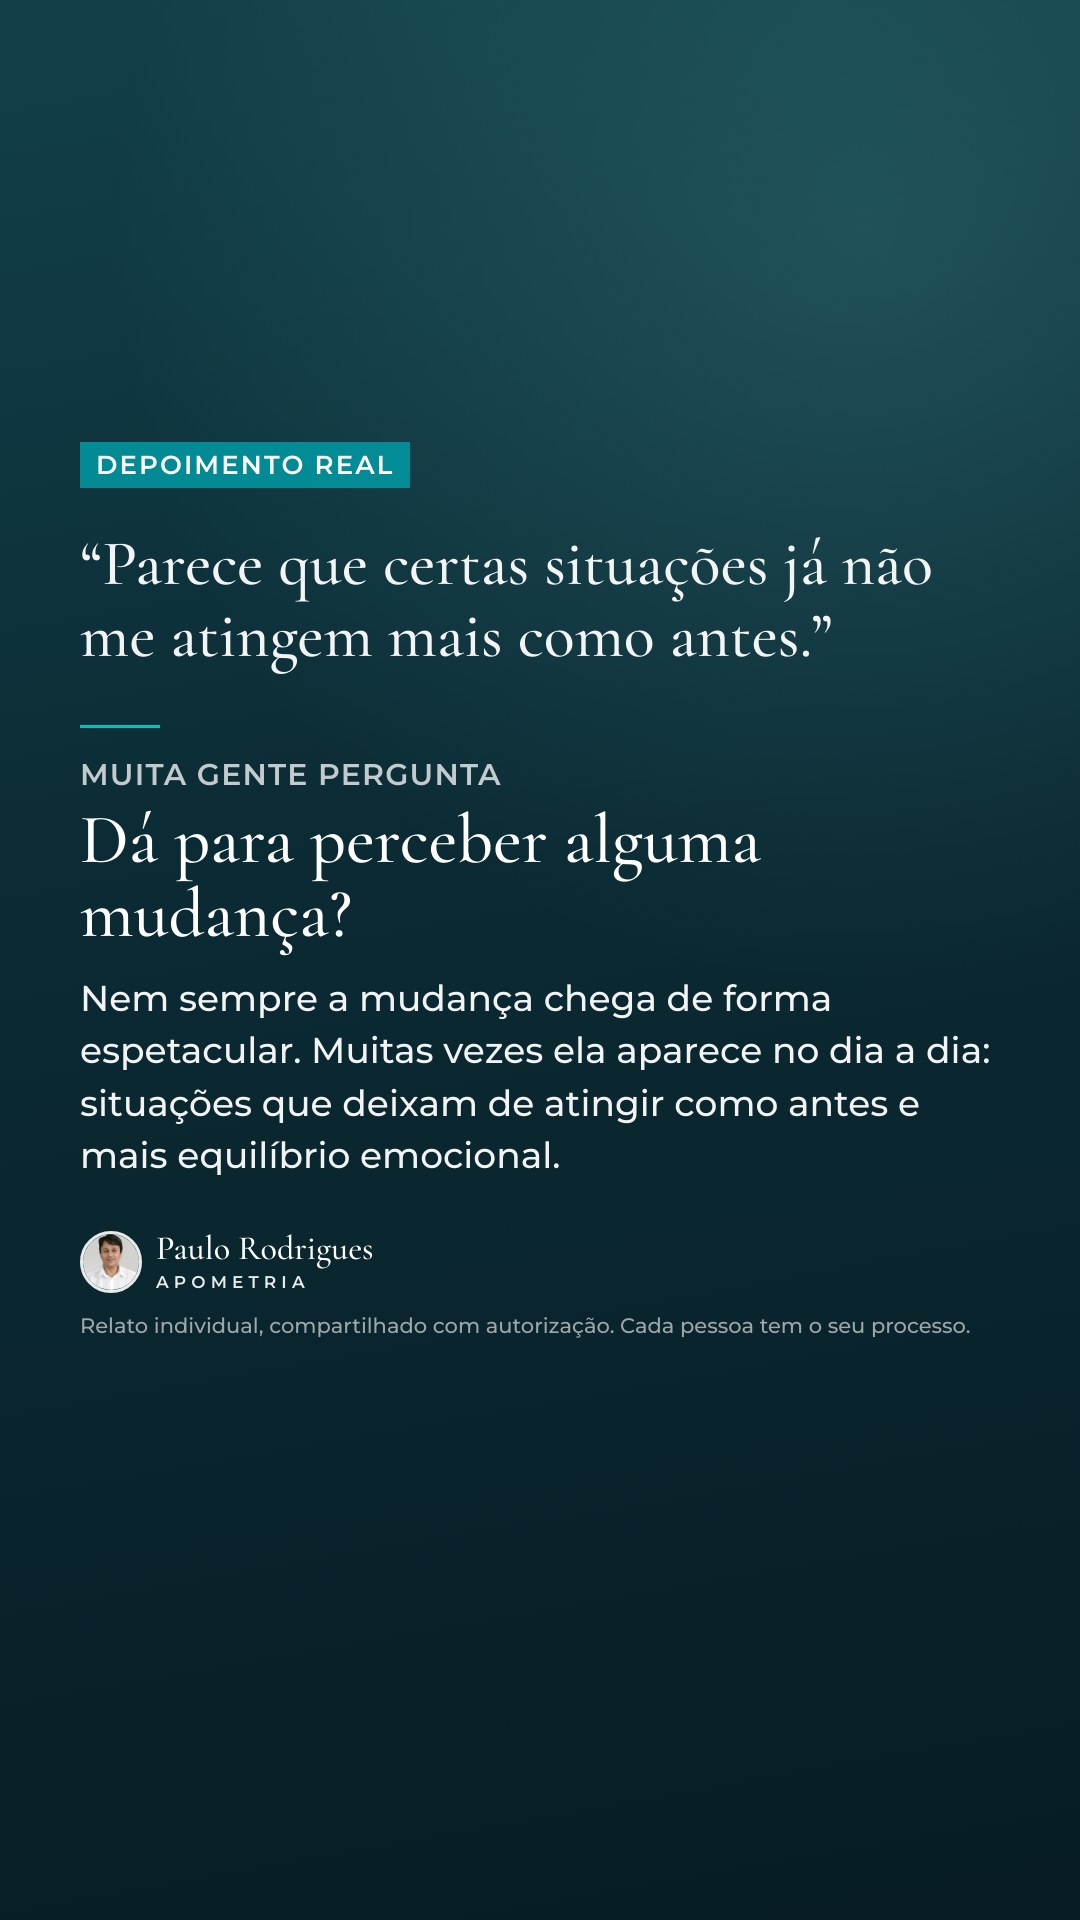 DEPOIMENTO REAL
“Parece que certas situações já não
me atingem mais como antes.”
MUITA GENTE PERGUNTA
Dá para perceber alguma
mudança?
Nem sempre a mudança chega de forma
espetacular. Muitas vezes ela aparece no dia a dia:
situações que deixam de atingir como antes e
mais equilíbrio emocional.
Paulo Rodrigues
APOMETRIA
Relato individual, compartilhado com autorização. Cada pessoa tem o seu processo.